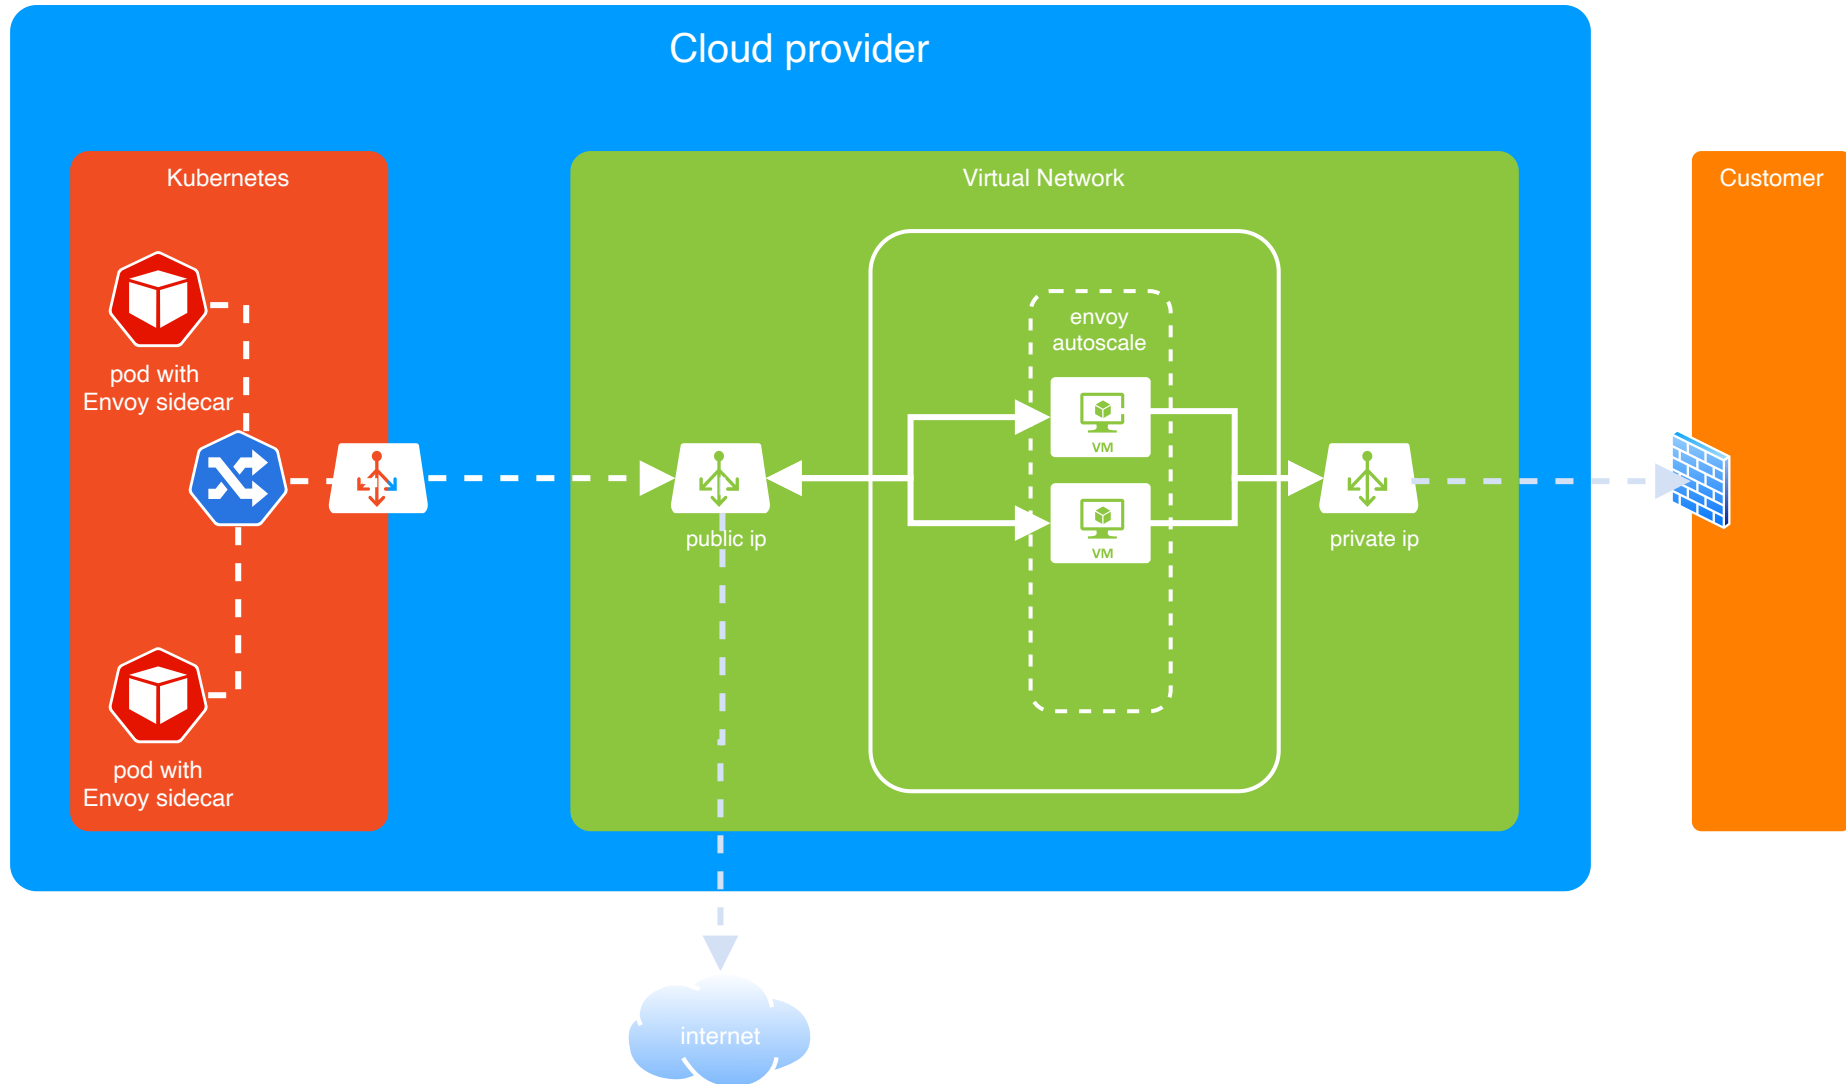 Cloud provider
Kubernetes
Virtual Network
Customer
envoy
autoscale
pod with
Envoy sidecar
VM
public ip
VM
private ip
pod with
Envoy sidecar
internet